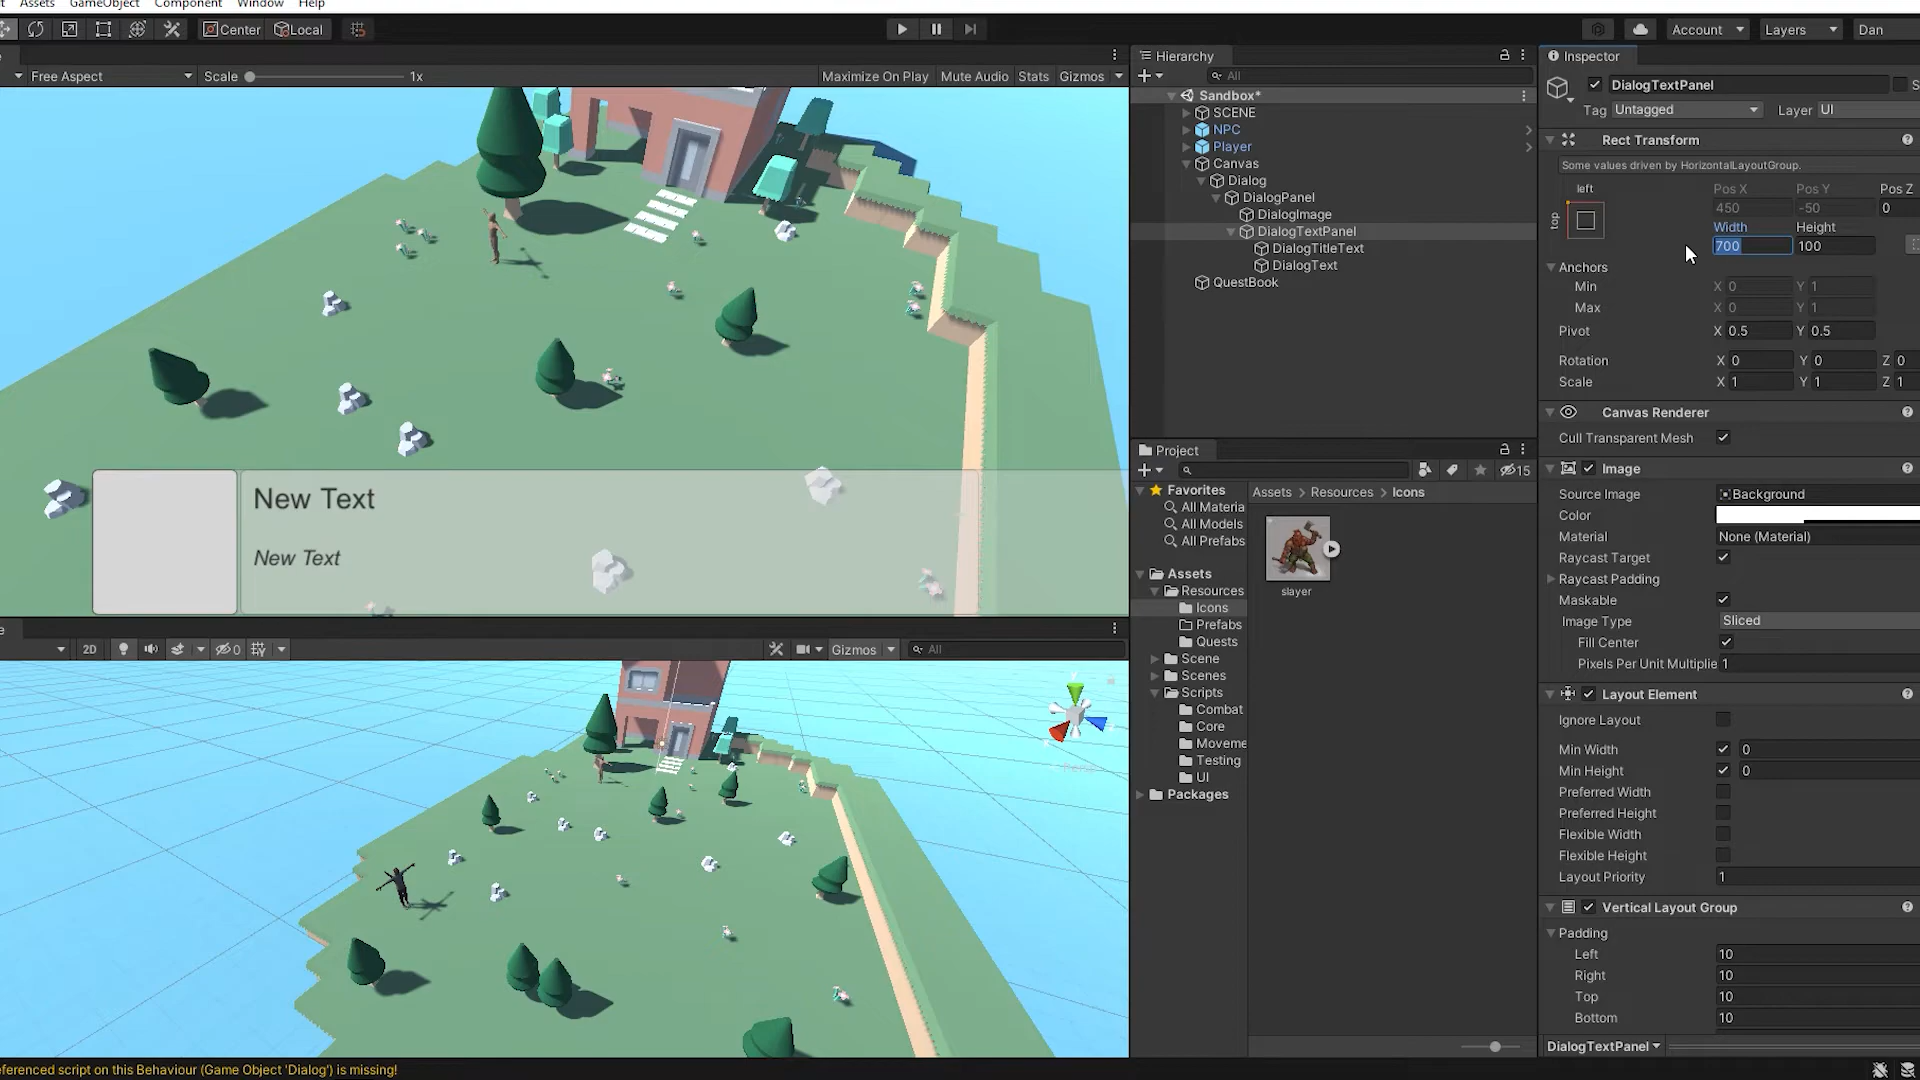 Assets GameObject Component Window Help
Center Local
Account Layers Dan
Free Aspect Scale 1x Maximize On Play Mute Audio Stats Gizmos
New Text
New Text
2D 0 Gizmos All
Hierarchy
All
Sandbox*
SCENE
NPC
Player
Canvas
Dialog
DialogPanel
DialogImage
DialogTextPanel
DialogTitleText
DialogText
QuestBook
Project
15
Favorites
All Materia
All Models
All Prefabs
Assets
Resources
Icons
Prefabs
Quests
Scene
Scenes
Scripts
Combat
Core
Moveme
Testing
UI
Packages
Assets > Resources > Icons
slayer
Inspector
DialogTextPanel S
Tag Untagged Layer UI
Rect Transform
Some values driven by HorizontalLayoutGroup.
left Pos X Pos Y Pos Z
top 450 -50 0
Width Height
700 100
Anchors
Min X 0 Y 1
Max X 0 Y 1
Pivot X 0.5 Y 0.5
Rotation X 0 Y 0 Z 0
Scale X 1 Y 1 Z 1
Canvas Renderer
Cull Transparent Mesh
Image
Source Image Background
Color
Material None (Material)
Raycast Target
Raycast Padding
Maskable
Image Type Sliced
Fill Center
Pixels Per Unit Multiplie 1
Layout Element
Ignore Layout
Min Width 0
Min Height 0
Preferred Width
Preferred Height
Flexible Width
Flexible Height
Layout Priority 1
Vertical Layout Group
Padding
Left 10
Right 10
Top 10
Bottom 10
DialogTextPanel
eferenced script on this Behaviour (Game Object 'Dialog') is missing!